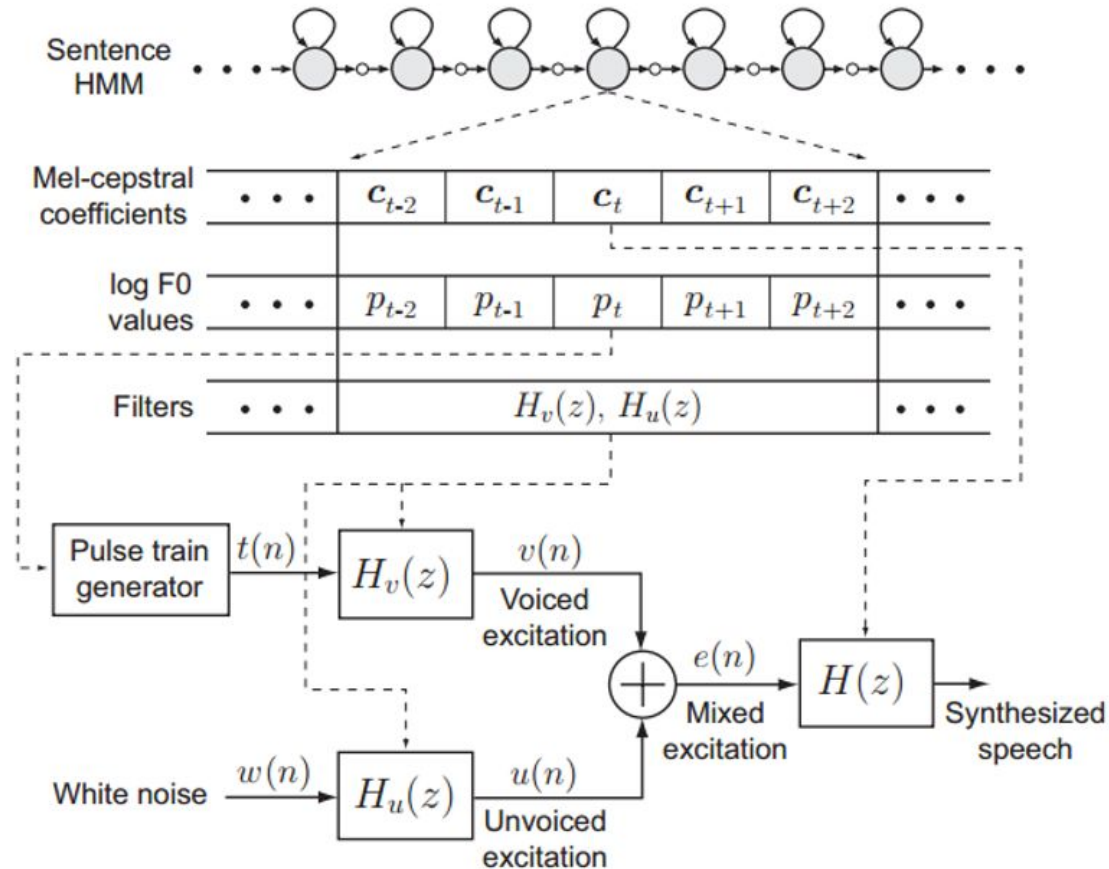 Sentence
HMM
Mel-cepstral
coefficients
c_{t-2} c_{t-1} c_t c_{t+1} c_{t+2}
log F0
values
p_{t-2} p_{t-1} p_t p_{t+1} p_{t+2}
Filters
H_v(z), H_u(z)
Pulse train
generator
t(n)
H_v(z)
v(n)
Voiced
excitation
e(n)
Mixed
excitation
H(z)
Synthesized
speech
White noise
w(n)
H_u(z)
u(n)
Unvoiced
excitation